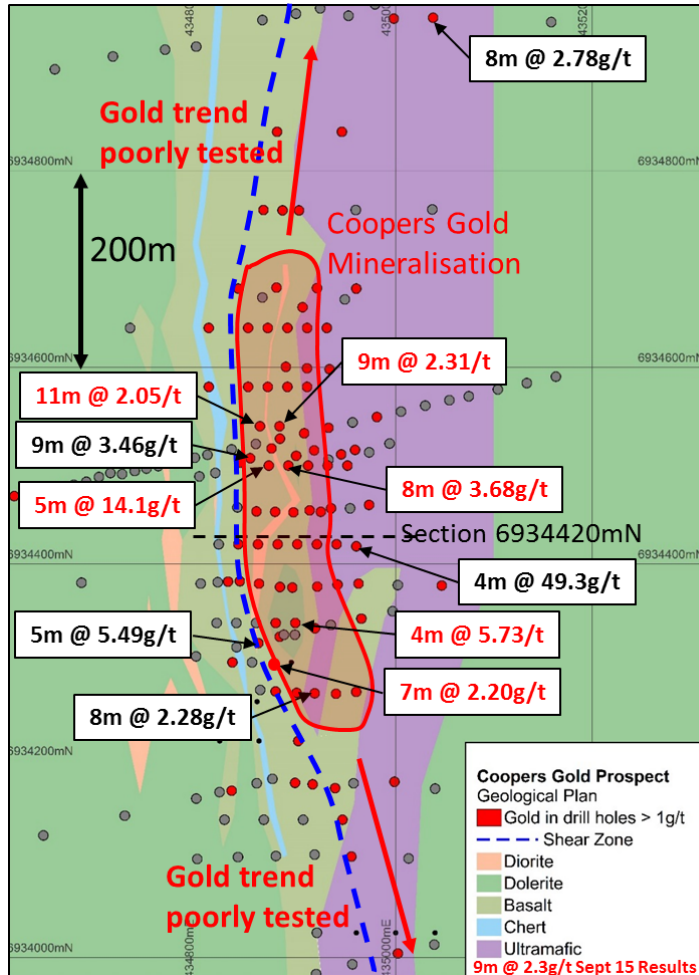 434800
435000
435200
8m @ 2.78g/t
Gold trend
poorly tested
6934800mN
6934800mN
200m
Coopers Gold
Mineralisation
6934600mN
6934600mN
9m @ 2.31/t
11m @ 2.05/t
9m @ 3.46g/t
5m @ 14.1g/t
8m @ 3.68g/t
Section 6934420mN
6934400mN
6934400mN
4m @ 49.3g/t
5m @ 5.49g/t
4m @ 5.73/t
7m @ 2.20g/t
8m @ 2.28g/t
6934200mN
Gold trend
poorly tested
6934000mN
435000mE
Coopers Gold Prospect
Geological Plan
Gold in drill holes > 1g/t
Shear Zone
Diorite
Dolerite
Basalt
Chert
Ultramafic
9m @ 2.3g/t Sept 15 Results